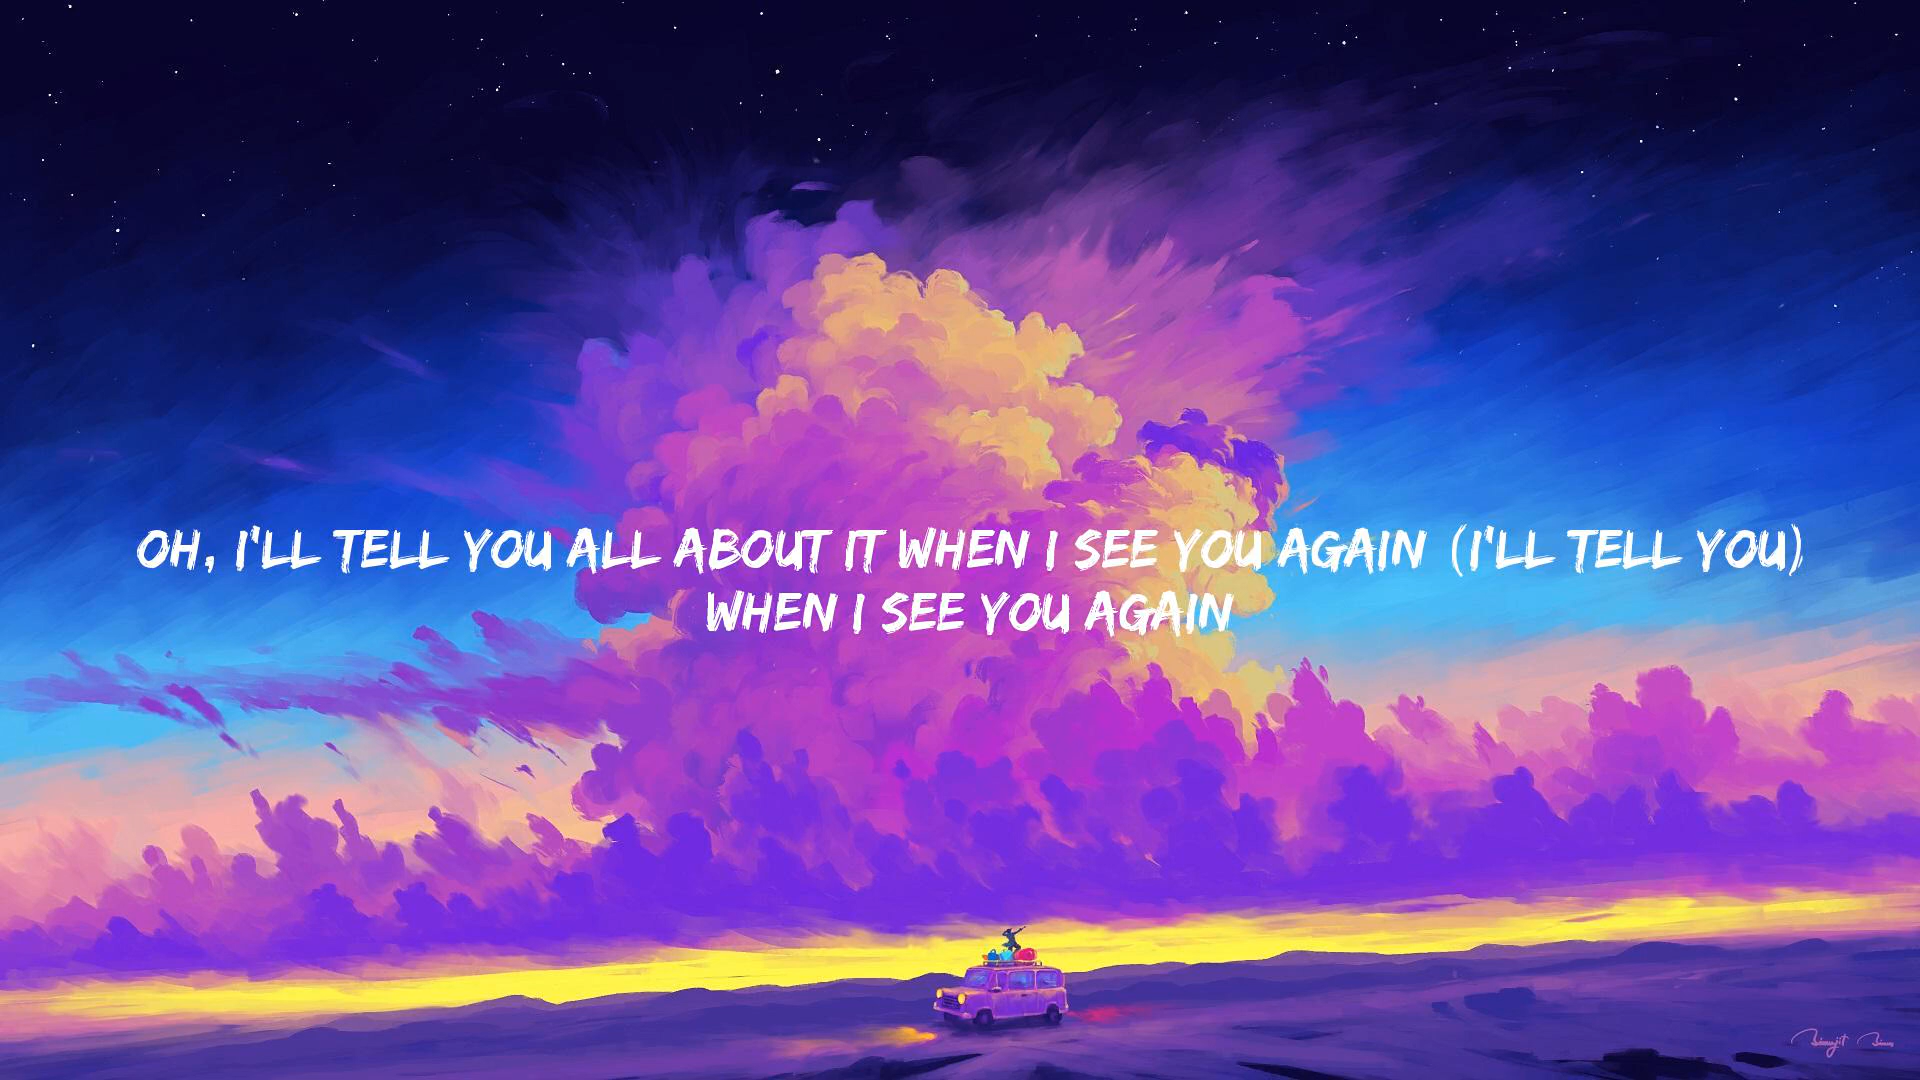 OH, I'LL TELL YOU ALL ABOUT IT WHEN I SEE YOU AGAIN (I'LL TELL YOU)
WHEN I SEE YOU AGAIN